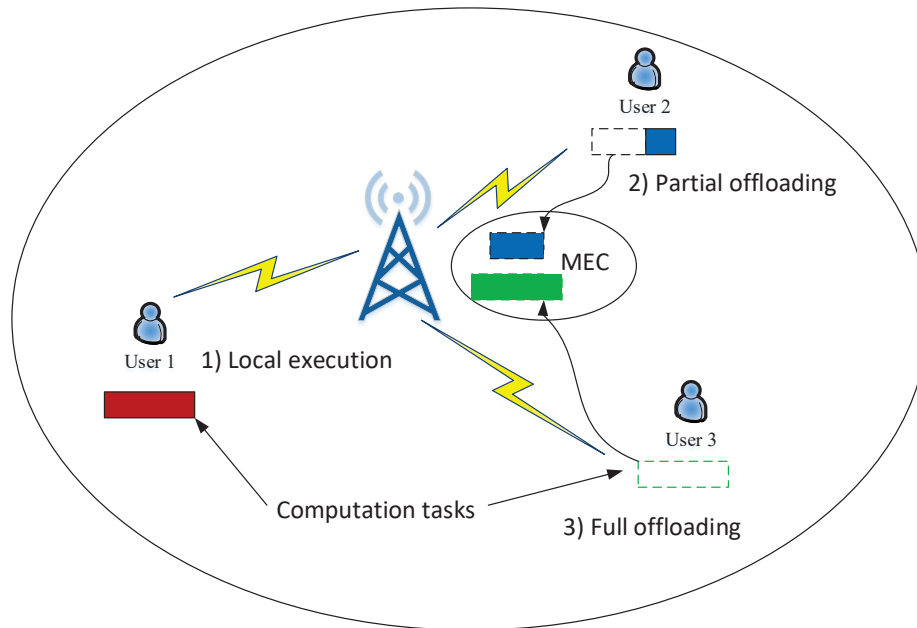 User 2
2) Partial offloading
MEC
User 1
1) Local execution
User 3
Computation tasks
3) Full offloading